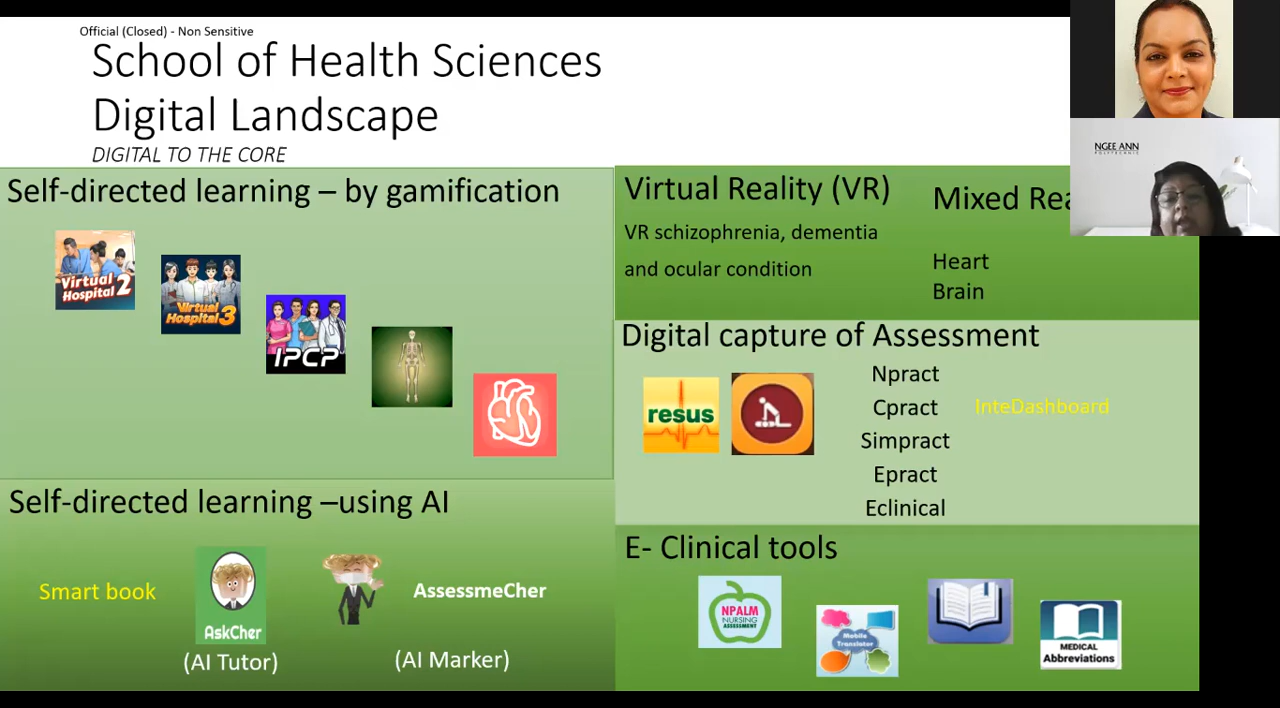 Official (Closed) - Non Sensitive
School of Health Sciences
Digital Landscape
DIGITAL TO THE CORE
NGEE ANN
POLYTECHNIC
Self-directed learning – by gamification
Virtual Hospital 2
Virtual Hospital 3
IPCP
Virtual Reality (VR)
VR schizophrenia, dementia
and ocular condition
Mixed Rea
Heart
Brain
Digital capture of Assessment
resus
Npract
Cpract
Simpract
Epract
Eclinical
InteDashboard
Self-directed learning –using AI
Smart book
AskCher
(AI Tutor)
AssessmeCher
(AI Marker)
E- Clinical tools
NPALM
NURSING
ASSESSMENT
Mobile
Translator
MEDICAL
Abbreviations